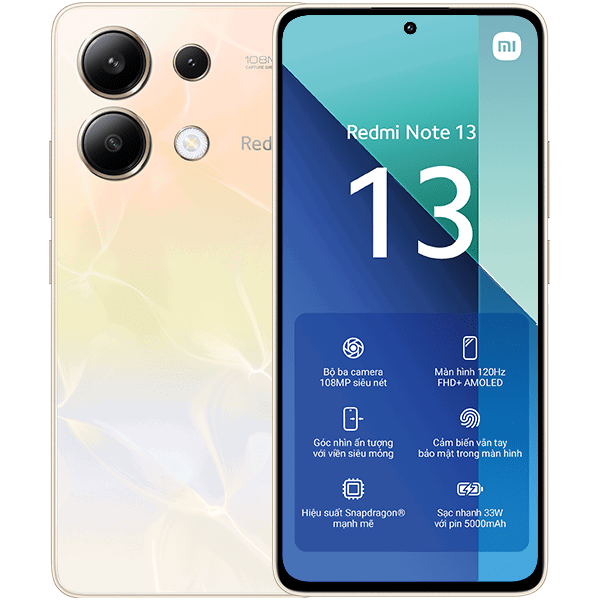 108M
CAPTURE
Red
mi
Redmi Note 13
13
Bộ ba camera
108MP siêu nét
Màn hình 120Hz
FHD+ AMOLED
Góc nhìn ấn tượng
với viền siêu mỏng
Cảm biến vân tay
bảo mật trong màn hình
Hiệu suất Snapdragon®
mạnh mẽ
Sạc nhanh 33W
với pin 5000mAh